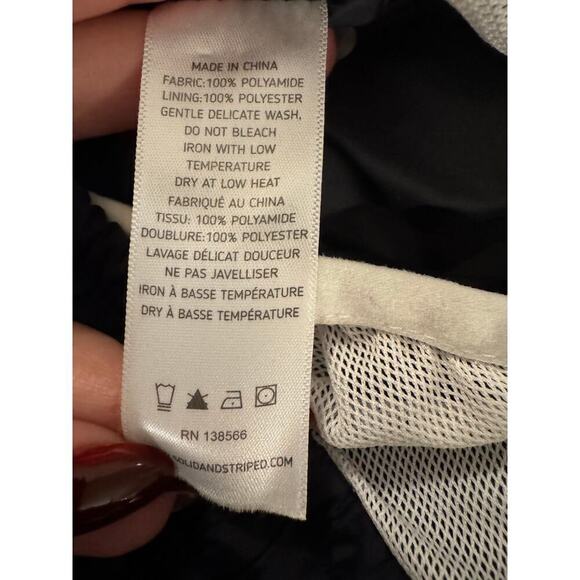 MADE IN CHINA
FABRIC:100% POLYAMIDE
LINING:100% POLYESTER
GENTLE DELICATE WASH,
DO NOT BLEACH
IRON WITH LOW
TEMPERATURE
DRY AT LOW HEAT
FABRIQUÉ AU CHINA
TISSU: 100% POLYAMIDE
DOUBLURE:100% POLYESTER
LAVAGE DÉLICAT DOUCEUR
NE PAS JAVELLISER
IRON À BASSE TEMPÉRATURE
DRY À BASSE TEMPÉRATURE
RN 138566
SOLIDANDSTRIPED.COM